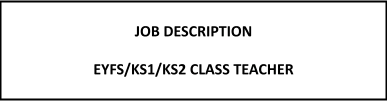 JOB DESCRIPTION
EYFS/KS1/KS2 CLASS TEACHER